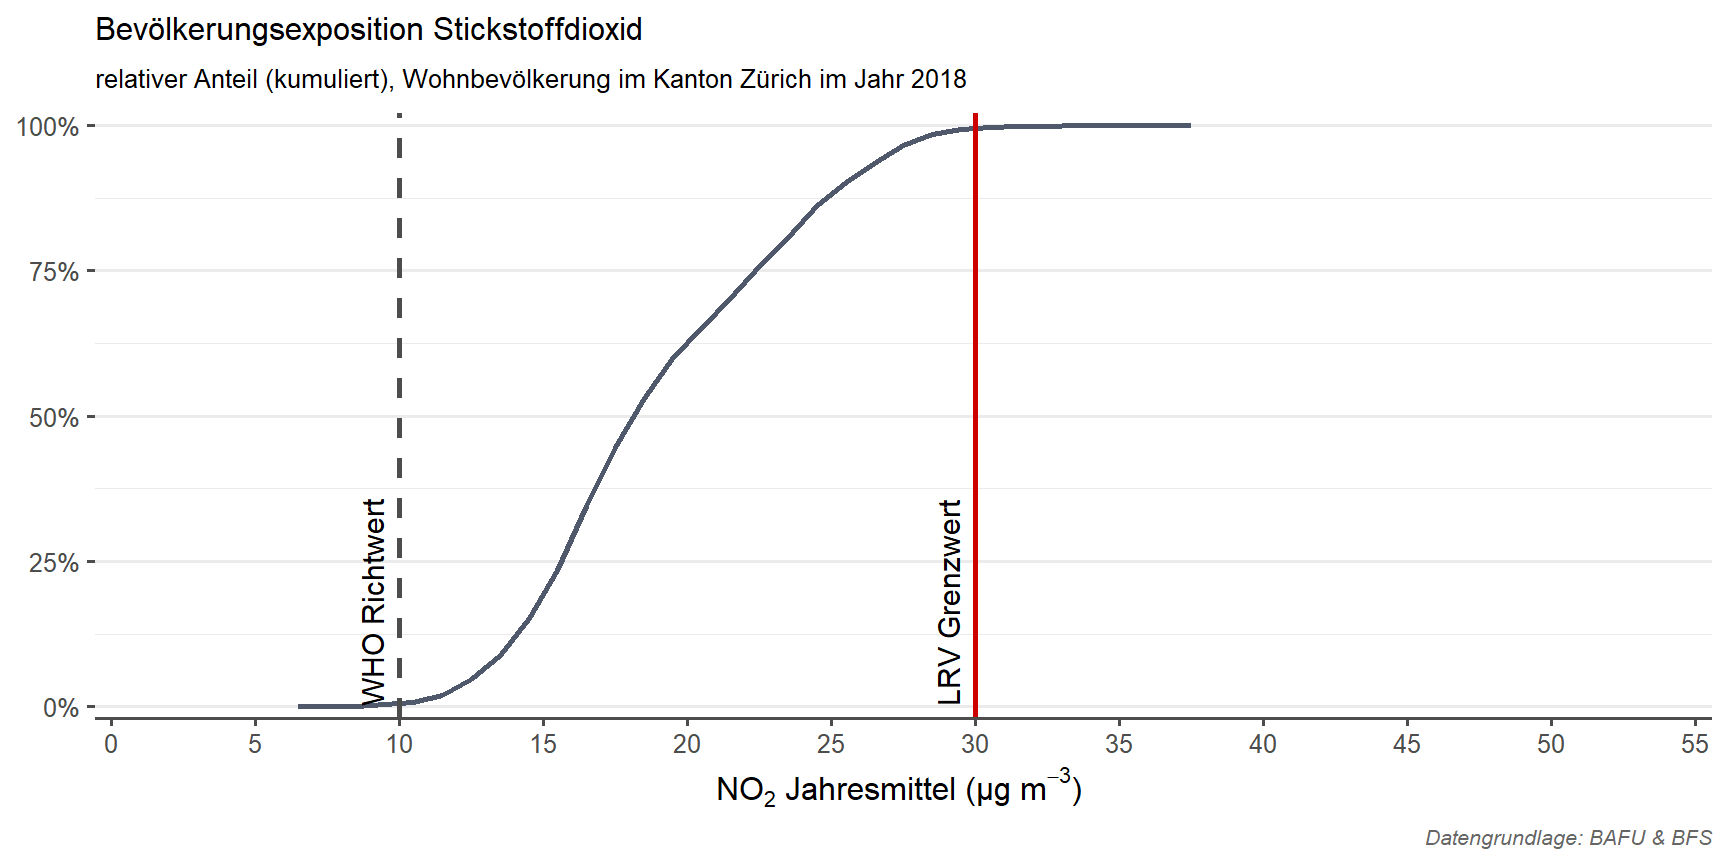 Bevölkerungsexposition Stickstoffdioxid
relativer Anteil (kumuliert), Wohnbevölkerung im Kanton Zürich im Jahr 2018
100%
75%
50%
25%
0%
WHO Richtwert
LRV Grenzwert
0 5 10 15 20 25 30 35 40 45 50 55
NO₂ Jahresmittel (µg m⁻³)
Datengrundlage: BAFU & BFS